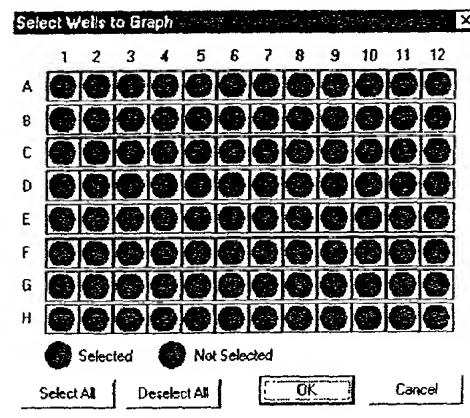 Select Wells to Graph
1 2 3 4 5 6 7 8 9 10 11 12
A
B
C
D
E
F
G
H
Selected Not Selected
Select All Deselect All OK Cancel